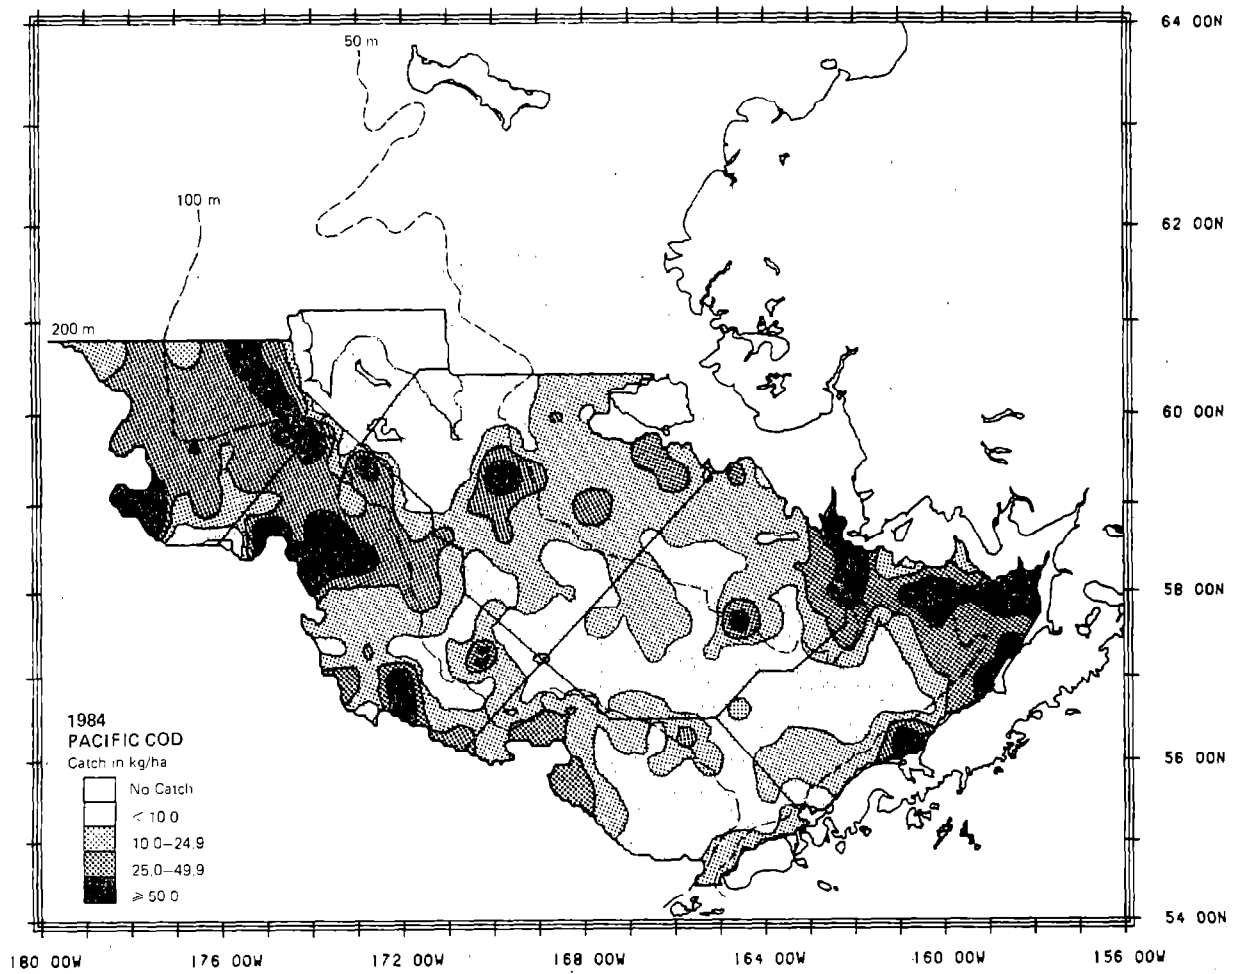 64 00N
50 m
100 m
62 00N
200 m
60 00N
58 00N
1984
PACIFIC COD
Catch in kg/ha
No Catch
< 10 0
10 0–24.9
25.0–49.9
⩾ 50 0
56 00N
54 00N
180 00W 176 00W 172 00W 168 00W 164 00W 160 00W 156 00W